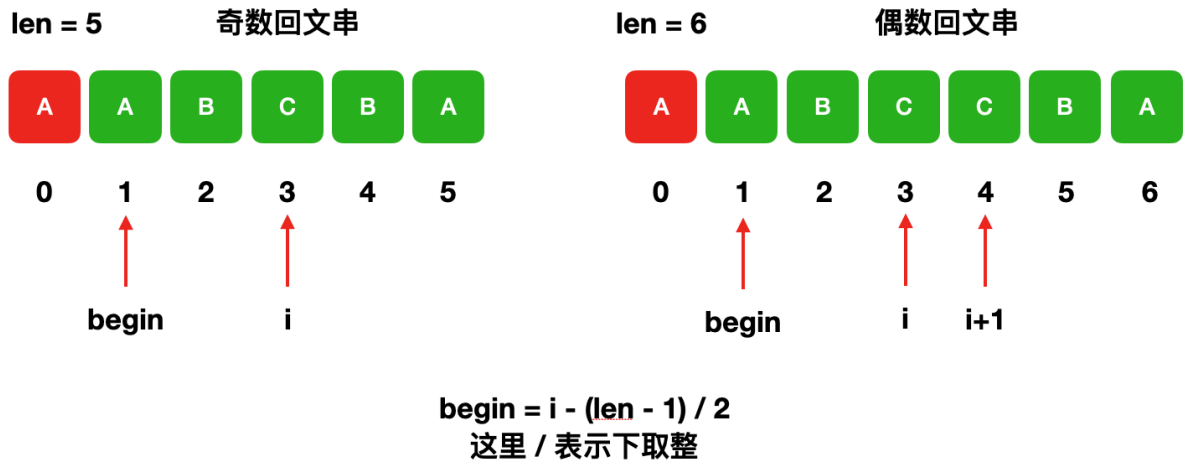 len = 5 奇数回文串
A A B C B A
0 1 2 3 4 5
begin i
len = 6 偶数回文串
A A B C C B A
0 1 2 3 4 5 6
begin i i+1
begin = i - (len - 1) / 2
这里 / 表示下取整